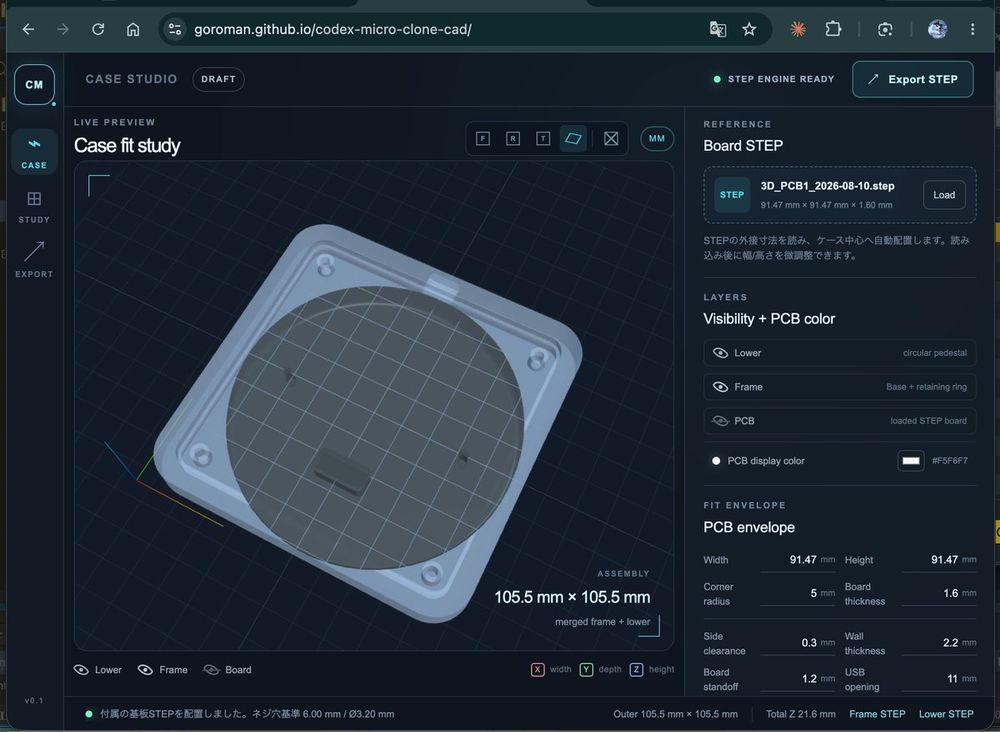 goroman.github.io/codex-micro-clone-cad/
CM
CASE STUDIO
DRAFT
STEP ENGINE READY
Export STEP
CASE
STUDY
EXPORT
v0.1
LIVE PREVIEW
Case fit study
F
R
T
MM
ASSEMBLY
105.5 mm × 105.5 mm
merged frame + lower
Lower
Frame
Board
X width
Y depth
Z height
REFERENCE
Board STEP
STEP
3D_PCB1_2026-08-10.step
91.47 mm × 91.47 mm × 1.60 mm
Load
STEPの外接寸法を読み、ケース中心へ自動配置します。読み
込み後に幅/高さを微調整できます。
LAYERS
Visibility + PCB color
Lower circular pedestal
Frame Base + retaining ring
PCB loaded STEP board
PCB display color #F5F6F7
FIT ENVELOPE
PCB envelope
Width 91.47 mm
Height 91.47 mm
Corner
radius 5 mm
Board
thickness 1.6 mm
Side
clearance 0.3 mm
Wall
thickness 2.2 mm
Board
standoff 1.2 mm
USB
opening 11 mm
付属の基板STEPを配置しました。ネジ穴基準 6.00 mm / Ø3.20 mm
Outer 105.5 mm × 105.5 mm
Total Z 21.6 mm
Frame STEP
Lower STEP